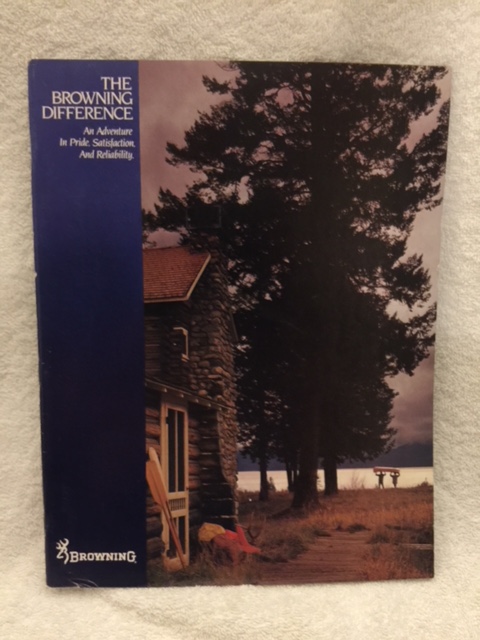 THE
BROWNING
DIFFERENCE
An Adventure
In Pride, Satisfaction,
And Reliability.
BROWNING